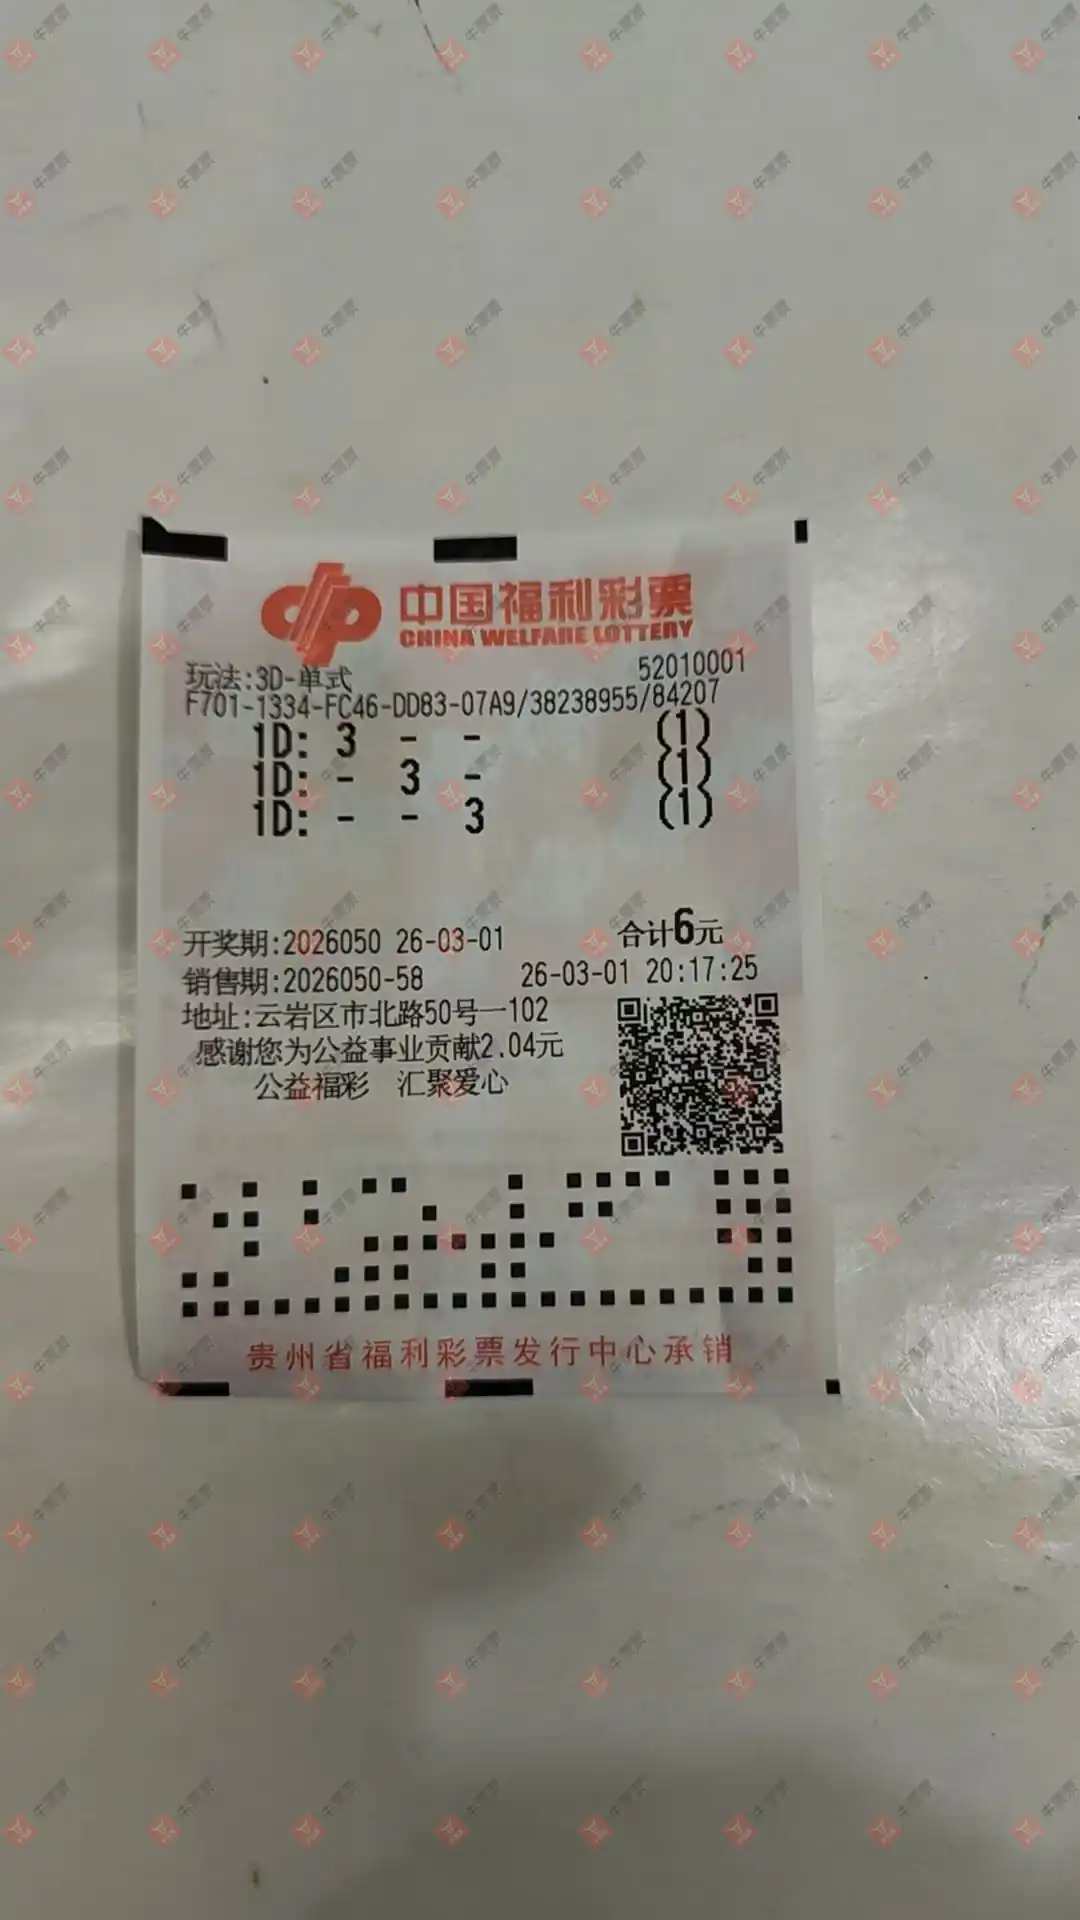 中国福利彩票
CHINA WELFARE LOTTERY
玩法:3D-单式 52010001
F701-1334-FC46-DD83-07A9/38238955/84207
1D: 3 - - (1)
1D: - 3 - (1)
1D: - - 3 (1)
开奖期:2026050 26-03-01 合计6元
销售期:2026050-58 26-03-01 20:17:25
地址:云岩区市北路50号一102
感谢您为公益事业贡献2.04元
公益福彩 汇聚爱心
贵州省福利彩票发行中心承销